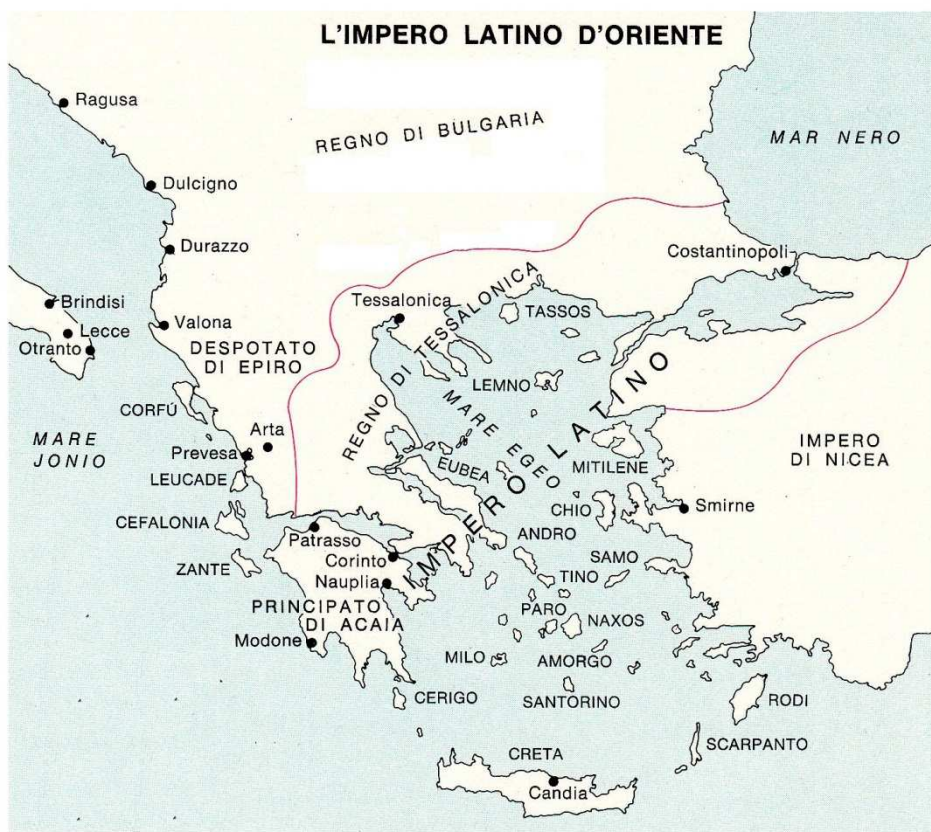 L'IMPERO LATINO D'ORIENTE
Ragusa
REGNO DI BULGARIA
MAR NERO
Dulcigno
Durazzo
Costantinopoli
Brindisi
Lecce
Otranto
Valona
Tessalonica
TASSOS
DESPOTATO
DI EPIRO
REGNO DI TESSALONICA
LEMNO
MARE EGEO
CORFÚ
MARE
JONIO
Arta
Prevesa
LEUCADE
EUBEA
MITILENE
IMPERO
DI NICEA
CEFALONIA
CHIO
Smirne
IMPERO LATINO
Patrasso
ANDRO
Corinto
SAMO
ZANTE
Nauplia
TINO
PRINCIPATO
DI ACAIA
PARO
NAXOS
Modone
MILO
AMORGO
CERIGO
SANTORINO
RODI
SCARPANTO
CRETA
Candia